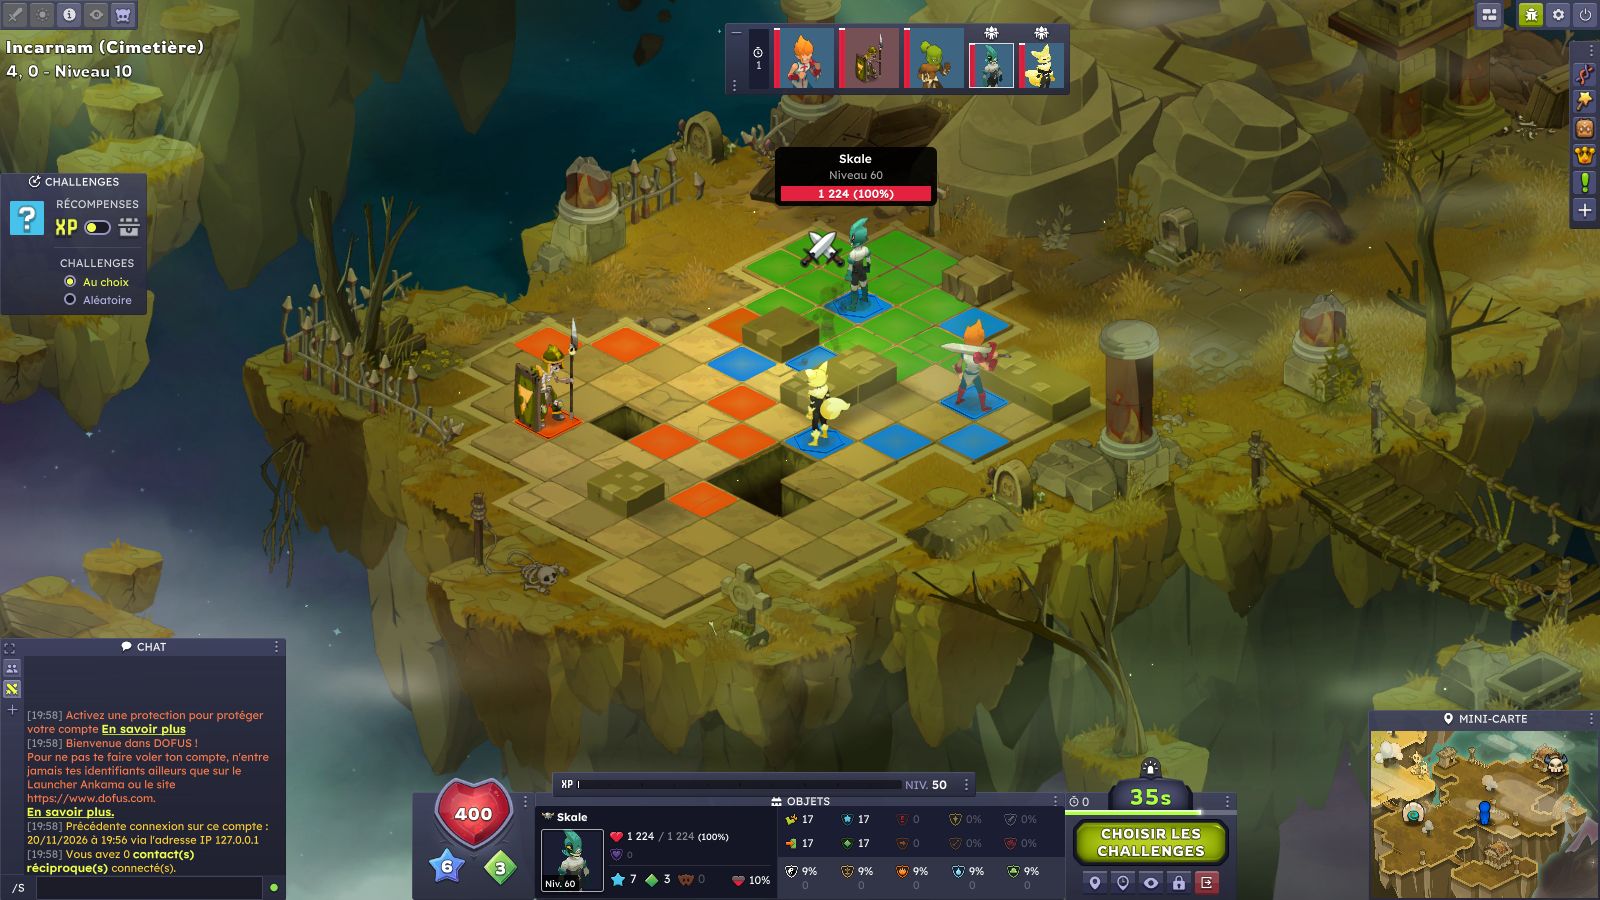 Incarnam (Cimetière)
4, 0 - Niveau 10
1
Skale
Niveau 60
1 224 (100%)
CHALLENGES
?
RÉCOMPENSES
XP
CHALLENGES
Au choix
Aléatoire
CHAT
[19:58] Activez une protection pour protéger
votre compte En savoir plus
[19:58] Bienvenue dans DOFUS !
Pour ne pas te faire voler ton compte, n'entre
jamais tes identifiants ailleurs que sur le
Launcher Ankama ou le site
https://www.dofus.com.
En savoir plus.
[19:58] Précédente connexion sur ce compte :
20/11/2026 à 19:56 via l'adresse IP 127.0.0.1
[19:58] Vous avez 0 contact(s)
réciproque(s) connecté(s).
/S
400
6
3
XP
NIV. 50
OBJETS
Skale
Niv. 60
1 224 / 1 224 (100%)
0
7 3 0 10%
17 17 0 0% 0%
17 17 0 0% 0%
9% 9% 9% 9% 9%
0 0 0 0 0
0
35s
CHOISIR LES
CHALLENGES
MINI-CARTE